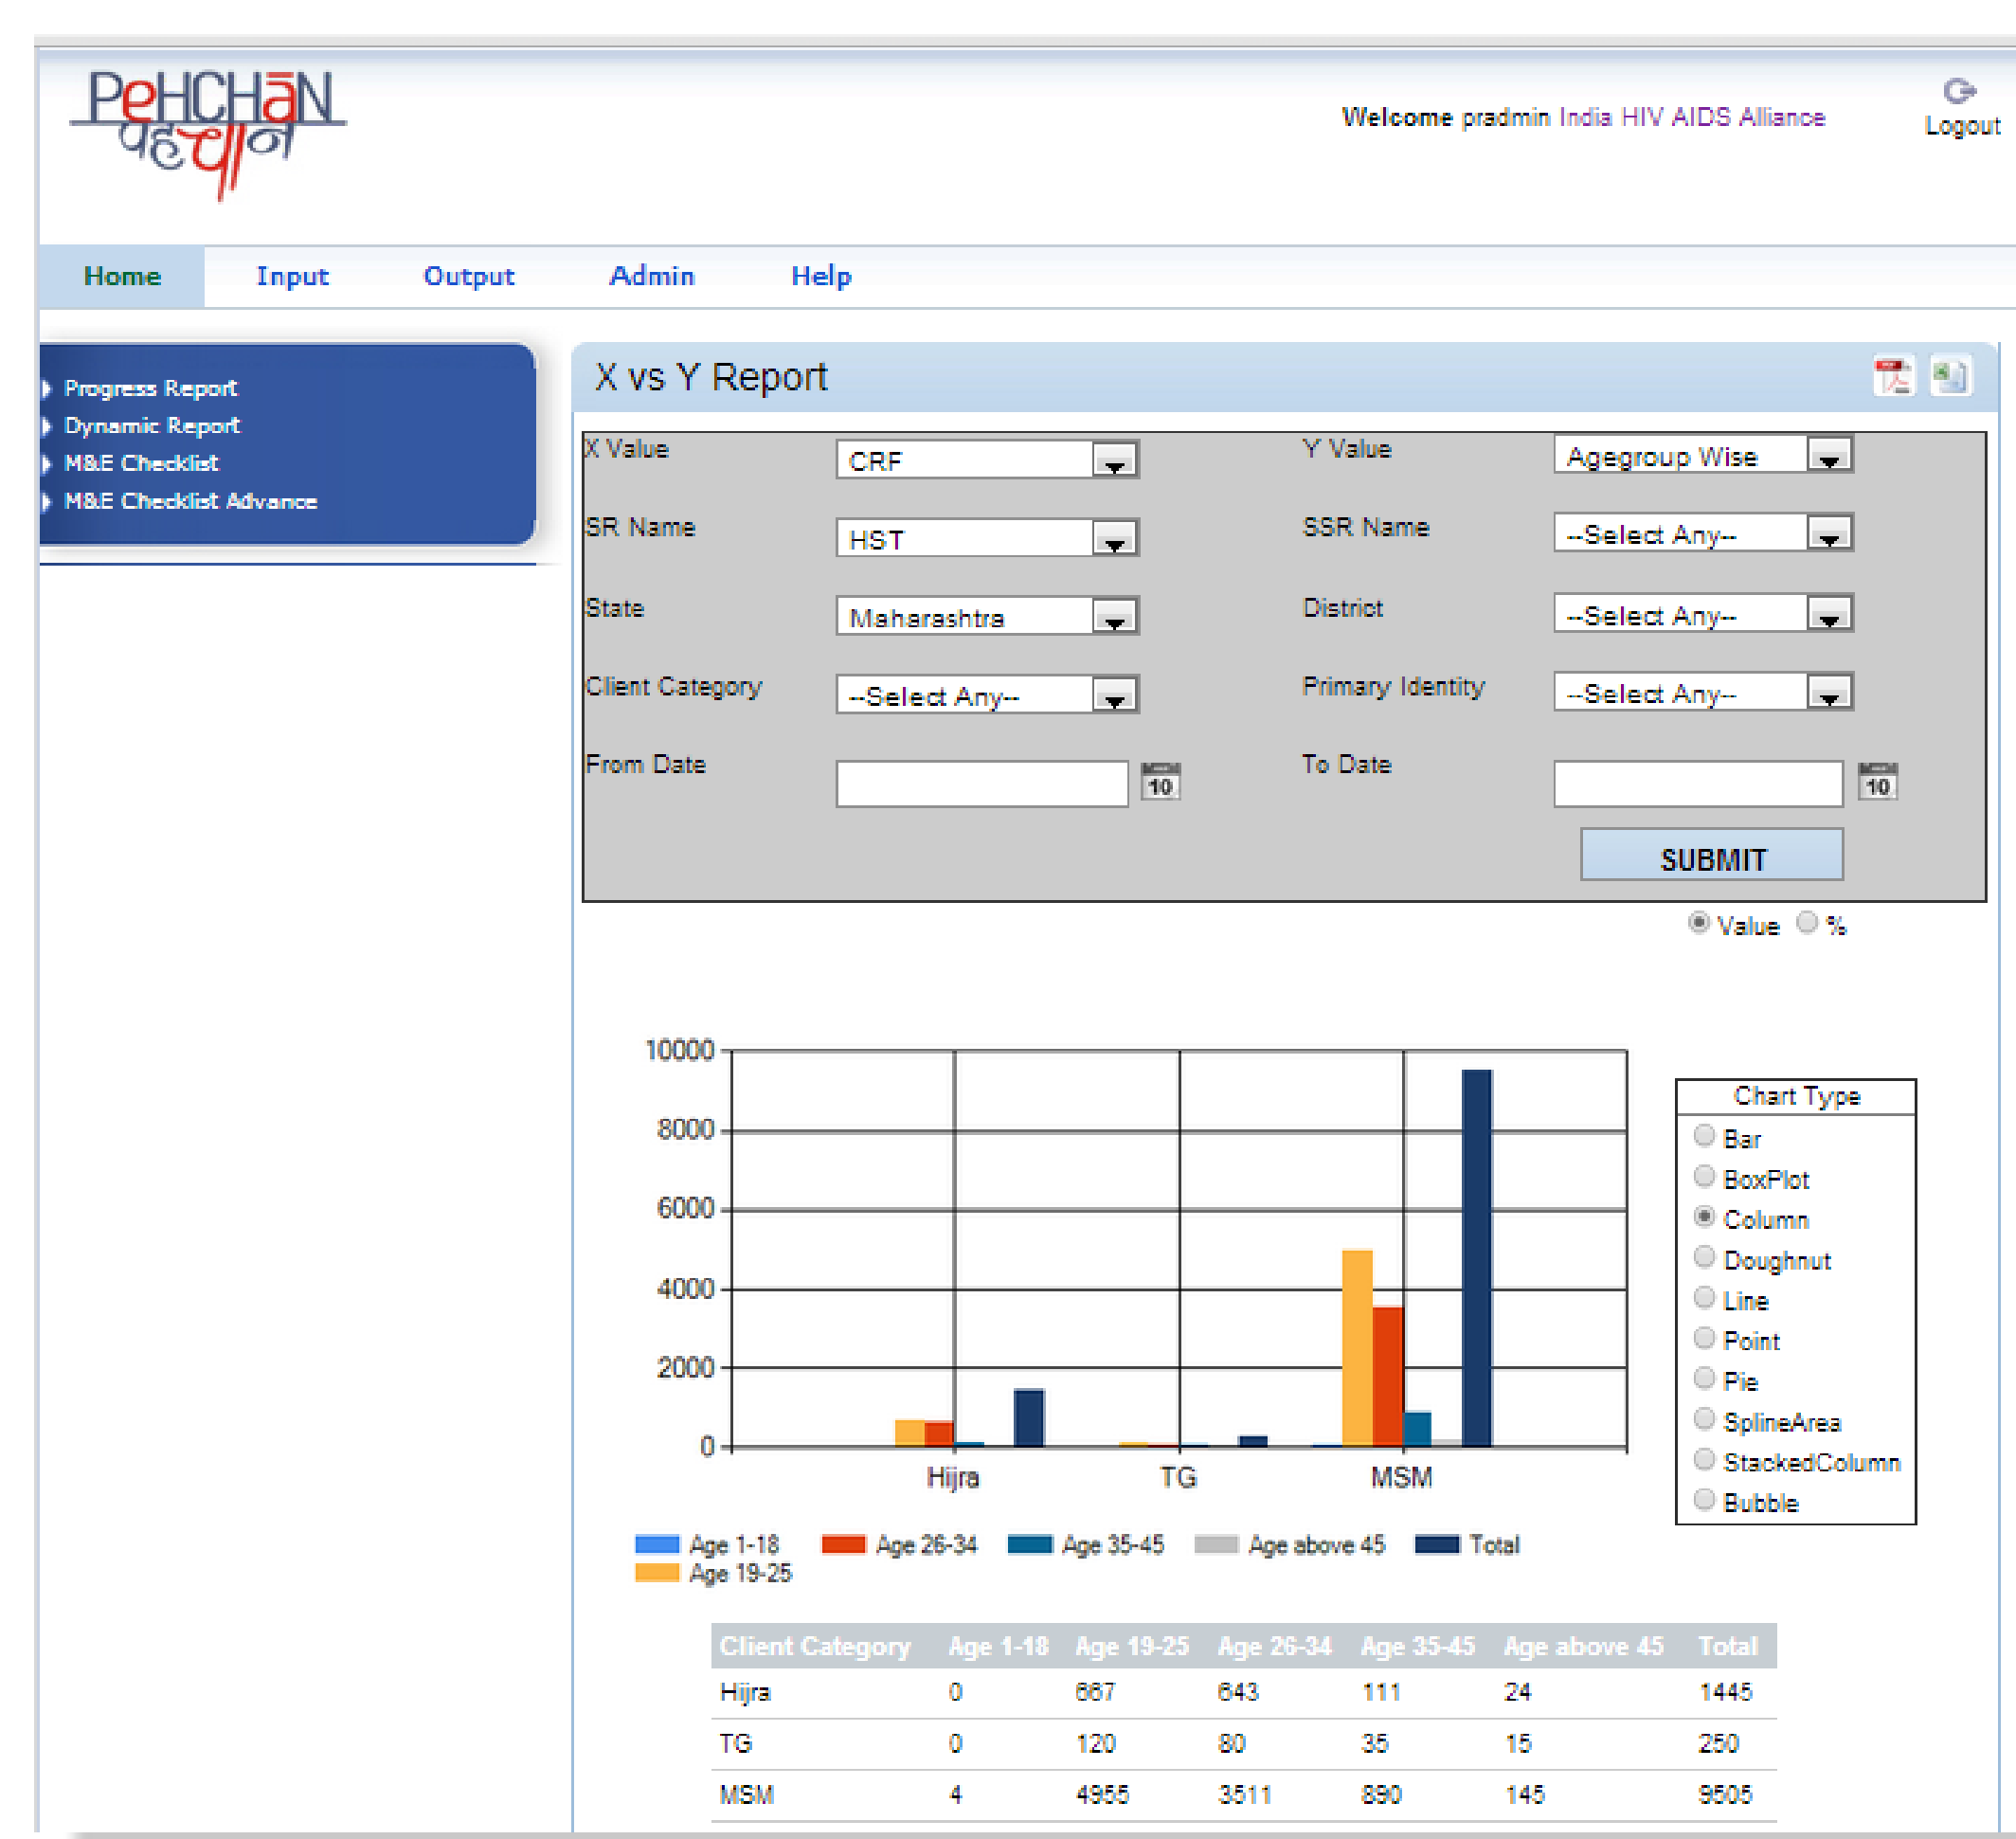 PeHCHāN
पहचान
Welcome pradmin India HIV AIDS Alliance
Logout
Home Input Output Admin Help
Progress Report
Dynamic Report
M&E Checklist
M&E Checklist Advance
X vs Y Report
X Value CRF Y Value Agegroup Wise
SR Name HST SSR Name --Select Any--
State Maharashtra District --Select Any--
Client Category --Select Any-- Primary Identity --Select Any--
From Date 10 To Date 10
SUBMIT
Value %
10000
8000
6000
4000
2000
0
Hijra TG MSM
Chart Type
Bar
BoxPlot
Column
Doughnut
Line
Point
Pie
SplineArea
StackedColumn
Bubble
Age 1-18 Age 26-34 Age 35-45 Age above 45 Total
Age 19-25
Client Category Age 1-18 Age 19-25 Age 26-34 Age 35-45 Age above 45 Total
Hijra 0 667 643 111 24 1445
TG 0 120 80 35 15 250
MSM 4 4955 3511 890 145 9505